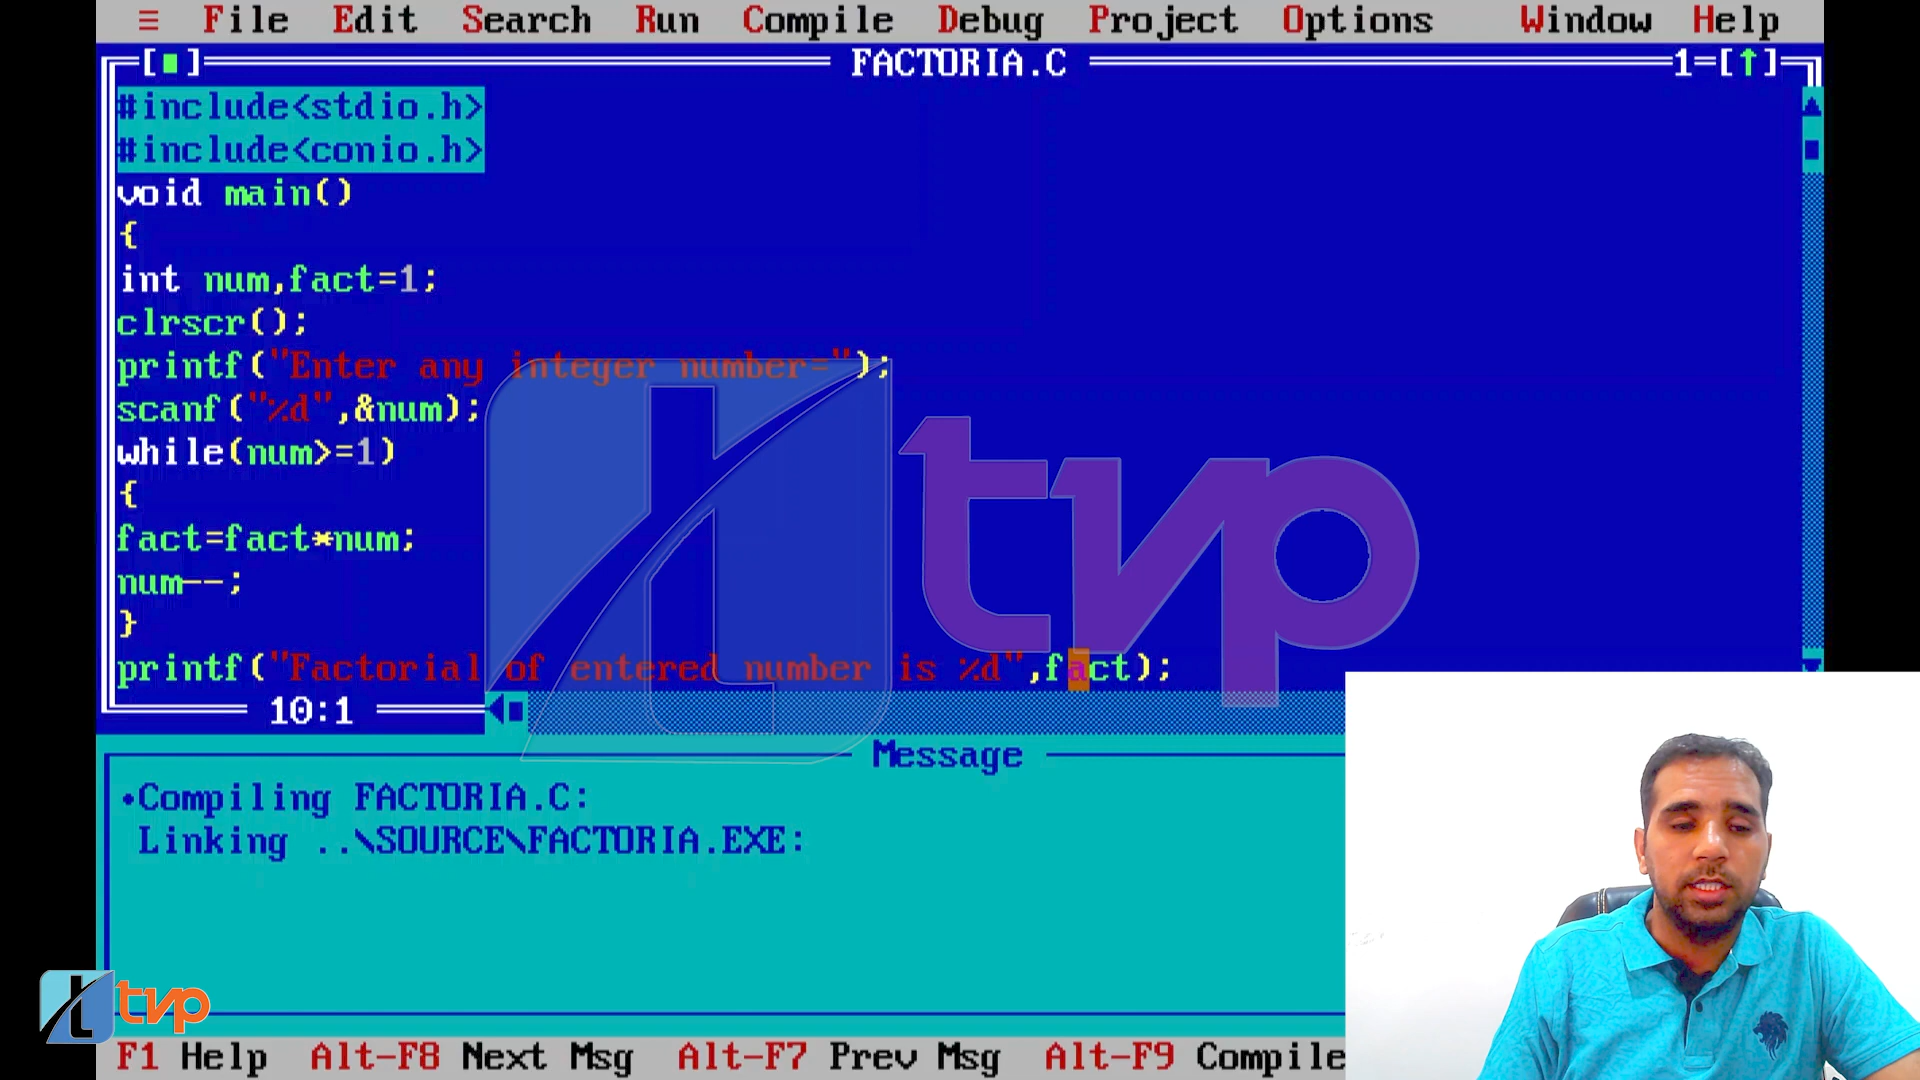 ≡ File Edit Search Run Compile Debug Project Options Window Help
[■] FACTORIA.C 1=[↑]
#include<stdio.h>
#include<conio.h>
void main()
{
int num,fact=1;
clrscr();
printf("Enter any integer number=");
scanf("%d",&num);
while(num>=1)
{
fact=fact*num;
num--;
}
printf("Factorial of entered number is %d",fact);
10:1
tvp
Message
•Compiling FACTORIA.C:
Linking ..\SOURCE\FACTORIA.EXE:
tvp
F1 Help Alt-F8 Next Msg Alt-F7 Prev Msg Alt-F9 Compile